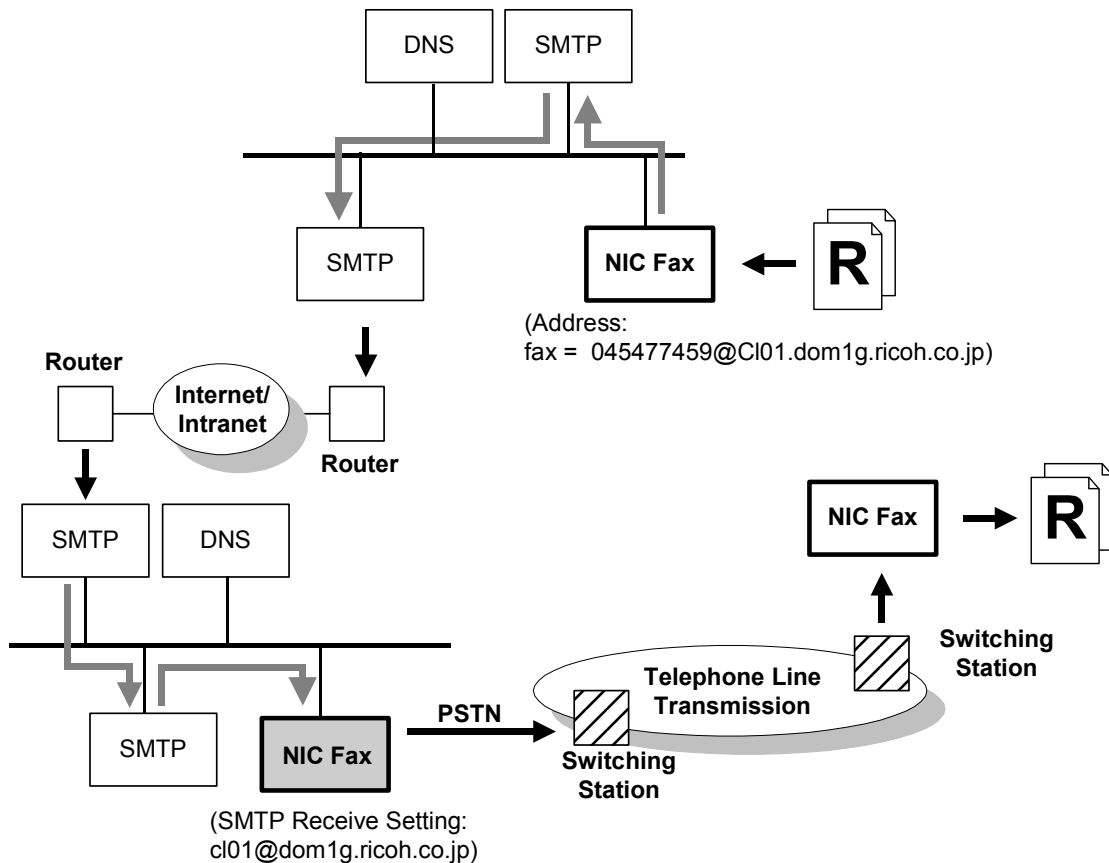 DNS
SMTP
SMTP
NIC Fax
R
(Address:
fax =  045477459@Cl01.dom1g.ricoh.co.jp)
Router
Internet/
Intranet
Router
SMTP
DNS
NIC Fax
R
Switching
Station
Telephone Line
Transmission
PSTN
SMTP
NIC Fax
Switching
Station
(SMTP Receive Setting:
cl01@dom1g.ricoh.co.jp)